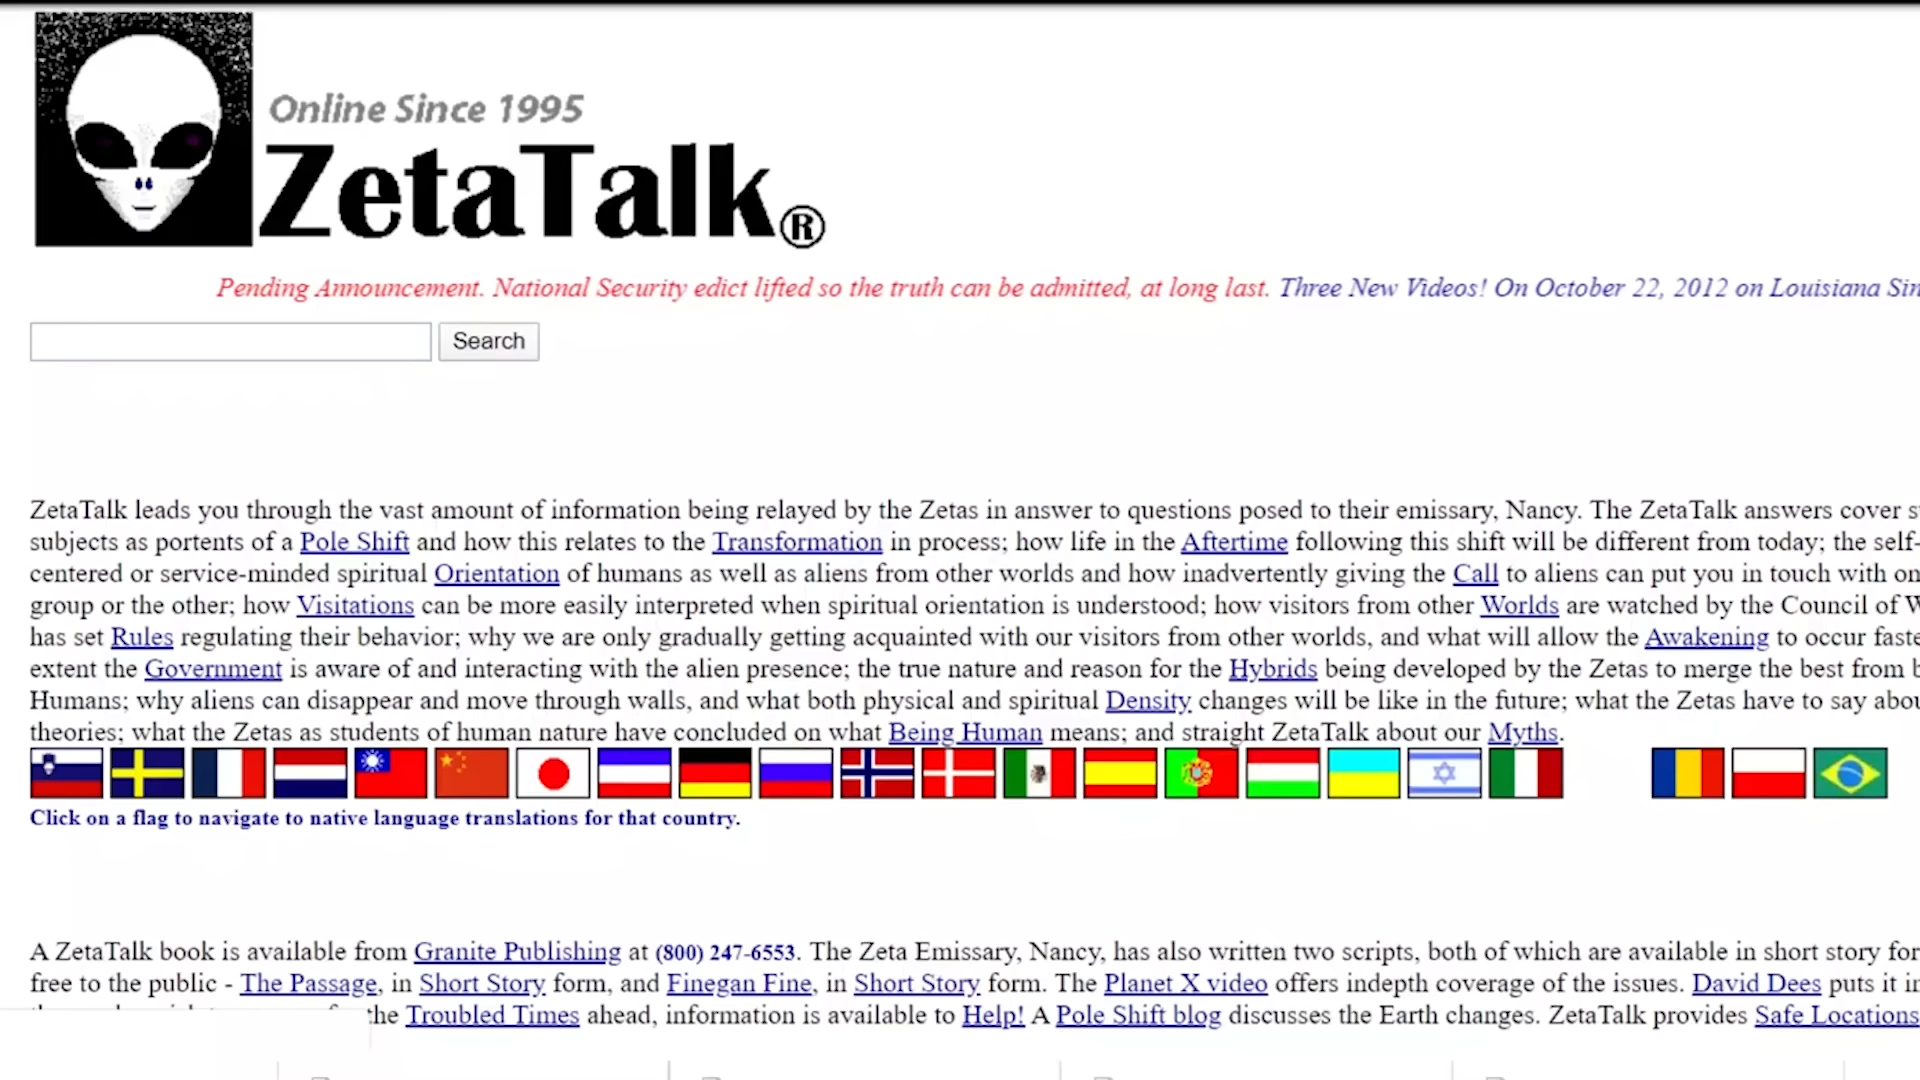 Online Since 1995
ZetaTalk®
Pending Announcement. National Security edict lifted so the truth can be admitted, at long last. Three New Videos! On October 22, 2012 on Louisiana
Search
ZetaTalk leads you through the vast amount of information being relayed by the Zetas in answer to questions posed to their emissary, Nancy. The ZetaTalk answers cover
subjects as portents of a Pole Shift and how this relates to the Transformation in process; how life in the Aftertime following this shift will be different from today; the self-
centered or service-minded spiritual Orientation of humans as well as aliens from other worlds and how inadvertently giving the Call to aliens can put you in touch with
group or the other; how Visitations can be more easily interpreted when spiritual orientation is understood; how visitors from other Worlds are watched by the Council of
has set Rules regulating their behavior; why we are only gradually getting acquainted with our visitors from other worlds, and what will allow the Awakening to occur
extent the Government is aware of and interacting with the alien presence; the true nature and reason for the Hybrids being developed by the Zetas to merge the best from
Humans; why aliens can disappear and move through walls, and what both physical and spiritual Density changes will be like in the future; what the Zetas have to say
theories; what the Zetas as students of human nature have concluded on what Being Human means; and straight ZetaTalk about our Myths.
Click on a flag to navigate to native language translations for that country.
A ZetaTalk book is available from Granite Publishing at (800) 247-6553. The Zeta Emissary, Nancy, has also written two scripts, both of which are available in short story
free to the public - The Passage, in Short Story form, and Finegan Fine, in Short Story form. The Planet X video offers indepth coverage of the issues. David Dees puts it
the Troubled Times ahead, information is available to Help! A Pole Shift blog discusses the Earth changes. ZetaTalk provides Safe Locations